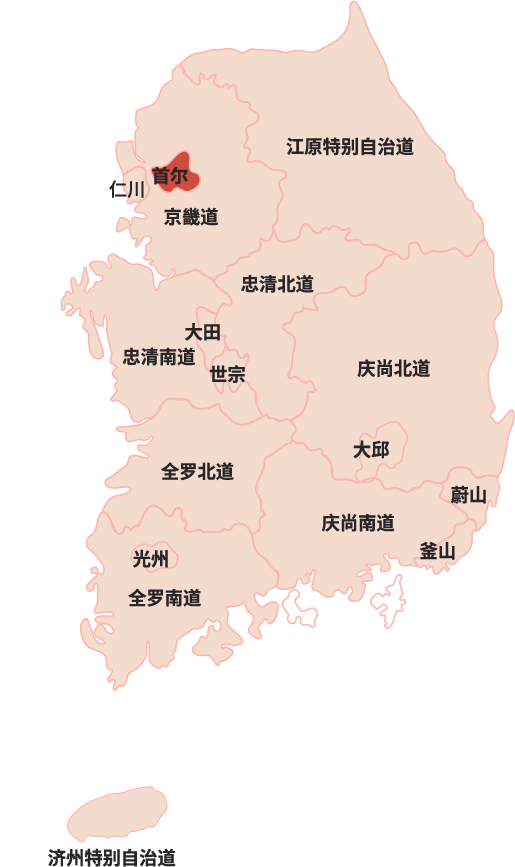 江原特别自治道
首尔
仁川
京畿道
忠清北道
大田
忠清南道
庆尚北道
世宗
大邱
全罗北道
蔚山
庆尚南道
釜山
光州
全罗南道
济州特别自治道